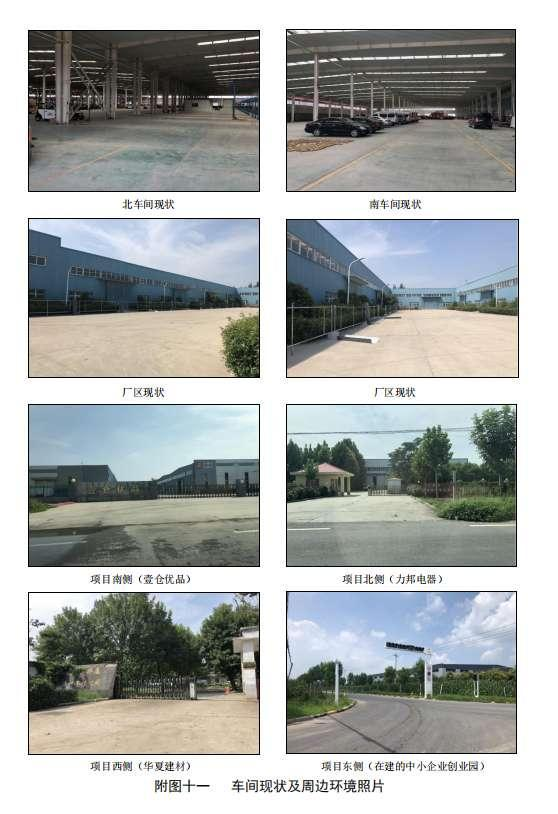 北车间现状
南车间现状
厂区现状
厂区现状
项目南侧（壹仓优品）
项目北侧（力邦电器）
项目西侧（华夏建材）
项目东侧（在建的中小企业创业园）
附图十一 车间现状及周边环境照片